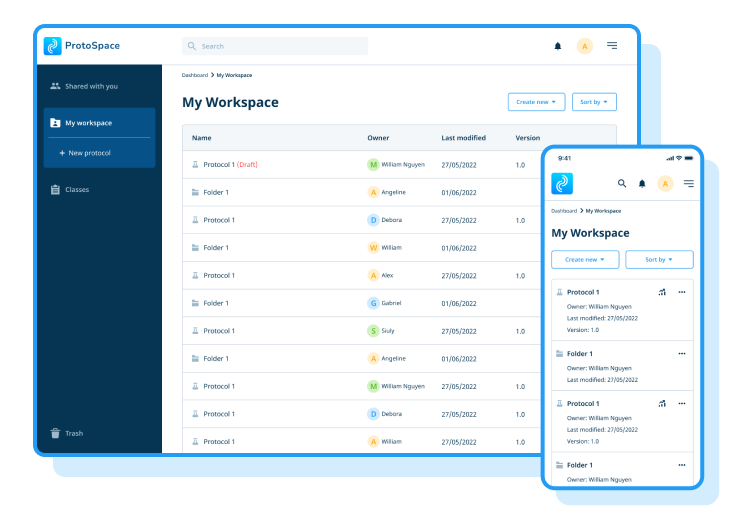 ProtoSpace
Search
A
Shared with you
My workspace
+ New protocol
Classes
Trash
Dashboard > My Workspace
My Workspace
Create new
Sort by
Name Owner Last modified Version
Protocol 1 (Draft) M William Nguyen 27/05/2022 1.0
Folder 1 A Angeline 01/06/2022
Protocol 1 D Debora 27/05/2022 1.0
Folder 1 W William 01/06/2022
Protocol 1 A Alex 27/05/2022 1.0
Folder 1 G Gabriel 01/06/2022
Protocol 1 S Siuly 27/05/2022 1.0
Folder 1 A Angeline 01/06/2022
Protocol 1 M William Nguyen 27/05/2022 1.0
Protocol 1 D Debora 27/05/2022 1.0
Protocol 1 A William 27/05/2022 1.0
9:41
A
Dashboard > My Workspace
My Workspace
Create new
Sort by
Protocol 1
Owner: William Nguyen
Last modified: 27/05/2022
Version: 1.0
Folder 1
Owner: William Nguyen
Last modified: 27/05/2022
Protocol 1
Owner: William Nguyen
Last modified: 27/05/2022
Version: 1.0
Folder 1
Owner: William Nguyen